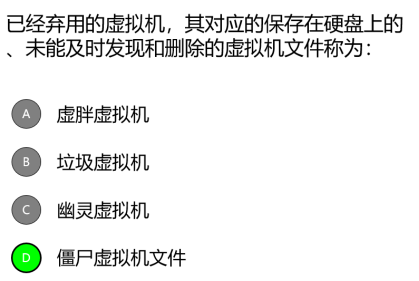 已经弃用的虚拟机，其对应的保存在硬盘上的
、未能及时发现和删除的虚拟机文件称为：
A 虚胖虚拟机
B 垃圾虚拟机
C 幽灵虚拟机
D 僵尸虚拟机文件